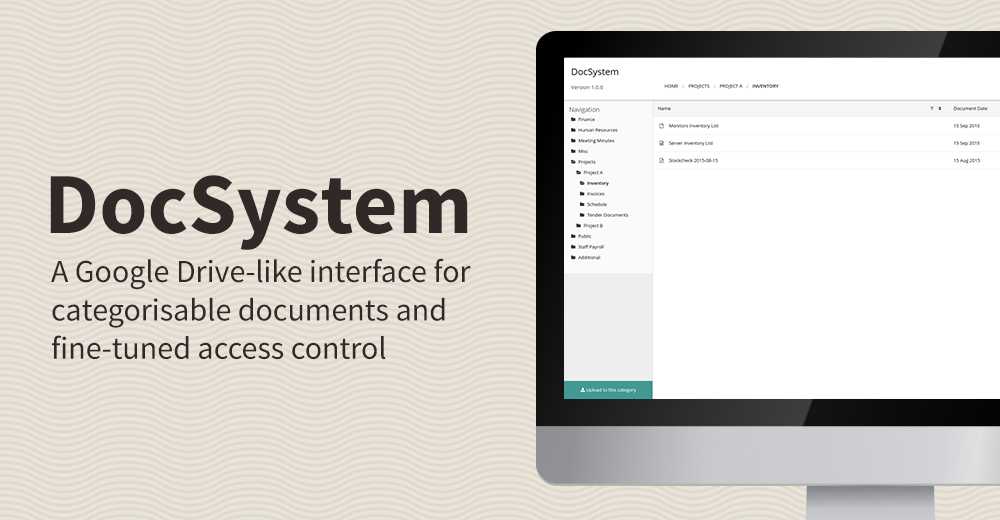 DocSystem
A Google Drive-like interface for
categorisable documents and
fine-tuned access control
DocSystem
Version 1.0.0
HOME / PROJECTS / PROJECT A / INVENTORY
Navigation
Finance
Human Resources
Meeting Minutes
Misc
Projects
Project A
Inventory
Invoices
Schedule
Tender Documents
Project B
Public
Staff Payroll
Additional
Upload to this category
Name Document Date
Monitors Inventory List 15 Sep 2015
Server Inventory List 15 Sep 2015
Stockcheck 2015-08-15 15 Aug 2015